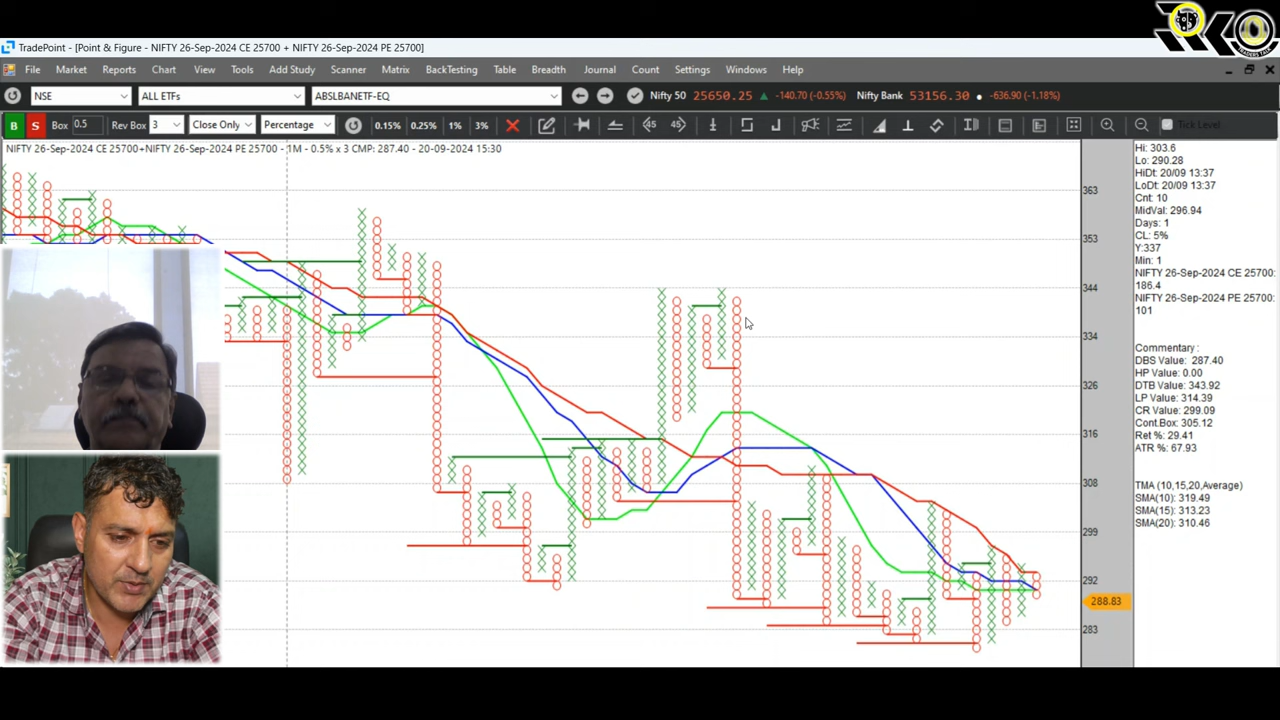 RKO
TRADERS TALK
TradePoint - [Point & Figure - NIFTY 26-Sep-2024 CE 25700 + NIFTY 26-Sep-2024 PE 25700]
File Market Reports Chart View Tools Add Study Scanner Matrix BackTesting Table Breadth Journal Count Settings Windows Help
NSE ALL ETFs ABSLBANETF-EQ Nifty 50 25650.25 ▲ -140.70 (-0.55%) Nifty Bank 53156.30 ● -636.90 (-1.18%)
B S Box 0.5 Rev Box 3 Close Only Percentage 0.15% 0.25% 1% 3% 45 45 Tick Level
NIFTY 26-Sep-2024 CE 25700+NIFTY 26-Sep-2024 PE 25700 - 1M - 0.5% x 3 CMP: 287.40 - 20-09-2024 15:30
363
353
344
334
326
316
308
299
292
288.83
283
Hi: 303.6
Lo: 290.28
HiDt: 20/09 13:37
LoDt: 20/09 13:37
Cnt: 10
MidVal: 296.94
Days: 1
CL: 5%
Y:337
Min: 1
NIFTY 26-Sep-2024 CE 25700:
186.4
NIFTY 26-Sep-2024 PE 25700:
101
Commentary :
DBS Value: 287.40
HP Value: 0.00
DTB Value: 343.92
LP Value: 314.39
CR Value: 299.09
Cont.Box: 305.12
Ret %: 29.41
ATR %: 67.93
TMA (10,15,20,Average)
SMA(10): 319.49
SMA(15): 313.23
SMA(20): 310.46